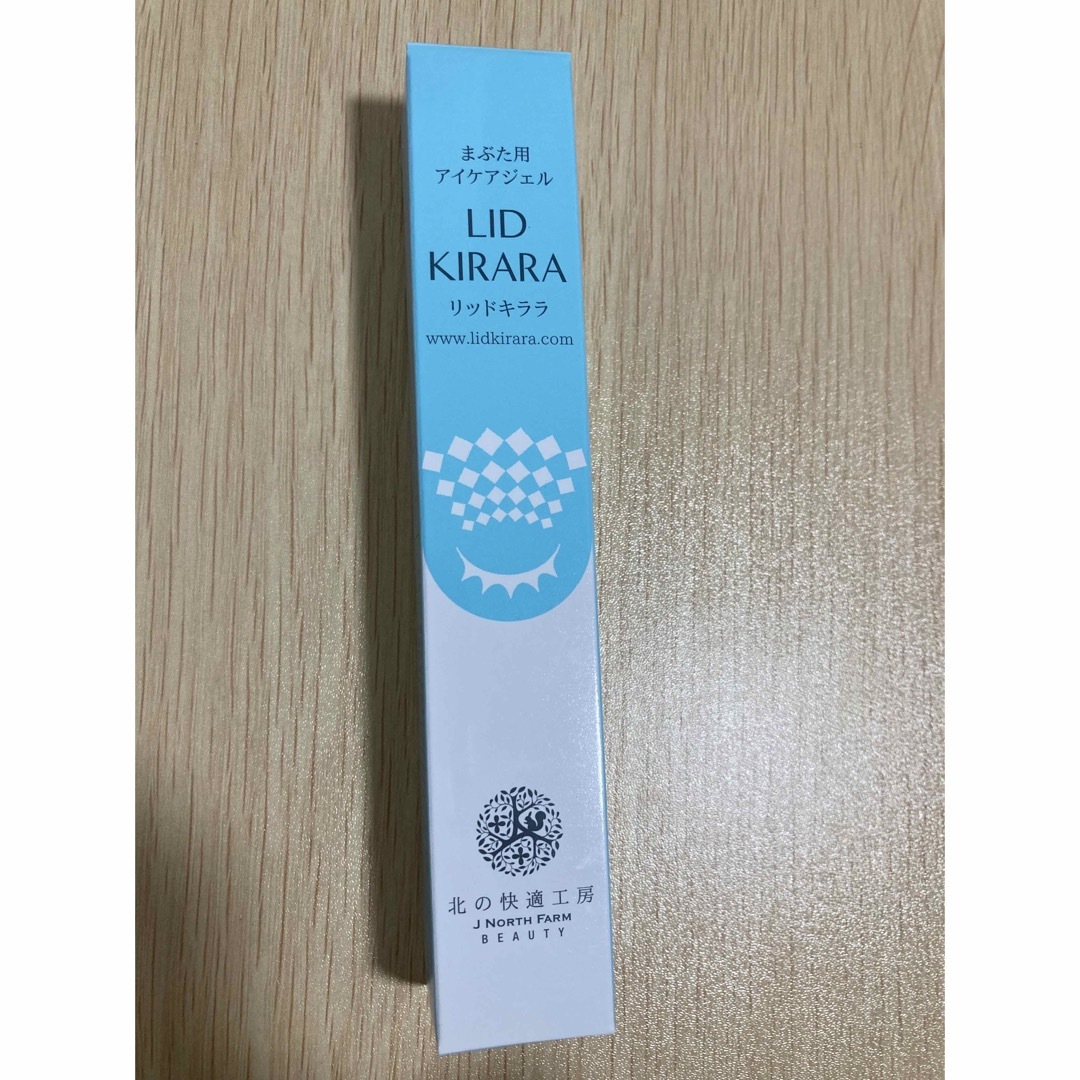 まぶた用
アイケアジェル
LID
KIRARA
リッドキララ
www.lidkirara.com
北の快適工房
J NORTH FARM
BEAUTY